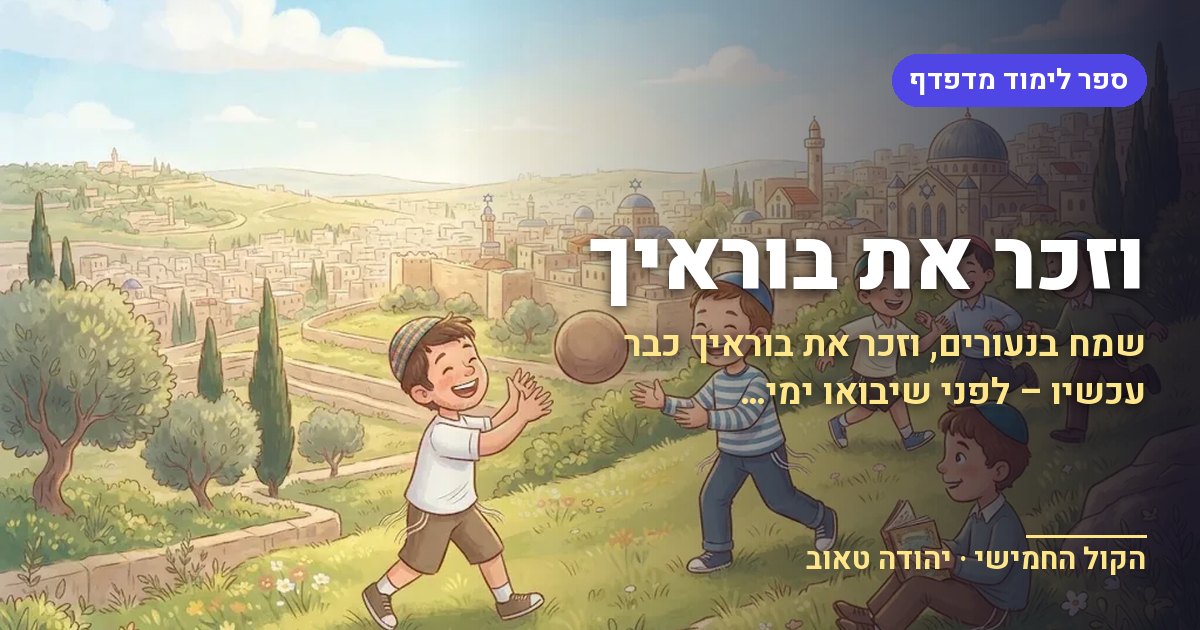 ספר לימוד מדפדף
וזכר את בוראיך
שמח בנעורים, וזכר את בוראיך כבר
עכשיו – לפני שיבואו ימי...
הקול החמישי · יהודה טאוב